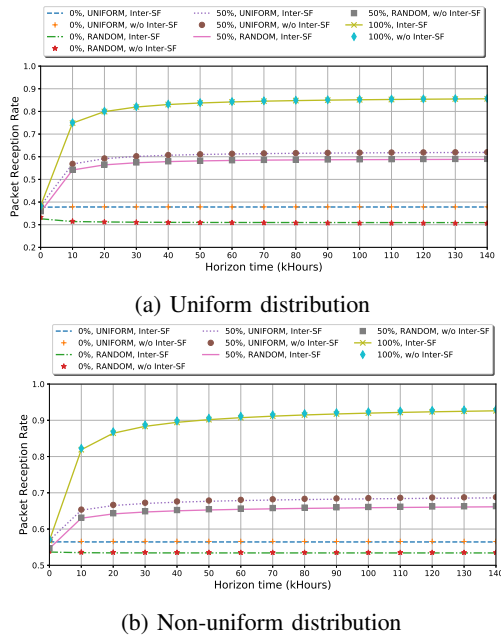 0%, UNIFORM, Inter-SF 50%, UNIFORM, Inter-SF 50%, RANDOM, w/o Inter-SF
0%, UNIFORM, w/o Inter-SF 50%, UNIFORM, w/o Inter-SF 100%, Inter-SF
0%, RANDOM, Inter-SF 50%, RANDOM, Inter-SF 100%, w/o Inter-SF
0%, RANDOM, w/o Inter-SF
Packet Reception Rate
1.0
0.9
0.8
0.7
0.6
0.5
0.4
0.3
0.2
0 10 20 30 40 50 60 70 80 90 100 110 120 130 140
Horizon time (kHours)
(a) Uniform distribution
0%, UNIFORM, Inter-SF 50%, UNIFORM, Inter-SF 50%, RANDOM, w/o Inter-SF
0%, UNIFORM, w/o Inter-SF 50%, UNIFORM, w/o Inter-SF 100%, Inter-SF
0%, RANDOM, Inter-SF 50%, RANDOM, Inter-SF 100%, w/o Inter-SF
0%, RANDOM, w/o Inter-SF
Packet Reception Rate
1.0
0.9
0.8
0.7
0.6
0.5
0 10 20 30 40 50 60 70 80 90 100 110 120 130 140
Horizon time (kHours)
(b) Non-uniform distribution